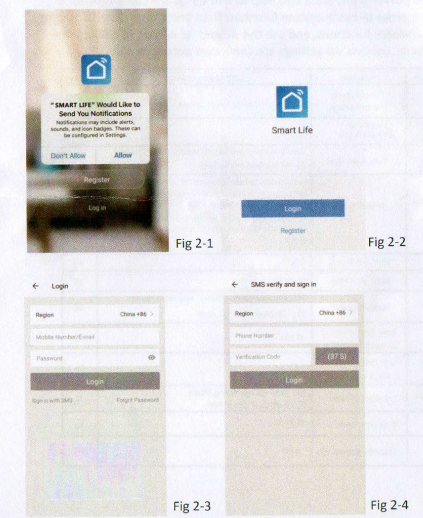 "SMART LIFE" Would Like to
Send You Notifications
Notifications may include alerts,
sounds, and icon badges. These can
be configured in Settings.
Don't Allow
Allow
Register
Log in
Fig 2-1
Smart Life
Login
Register
Fig 2-2
← Login
Region
China +86 >
Mobile Number/E-mail
Password
Login
Sign in with SMS
Forgot Password
Fig 2-3
← SMS verify and sign in
Region
China +86 >
Phone Number
Verification Code
(37 S)
Login
Fig 2-4